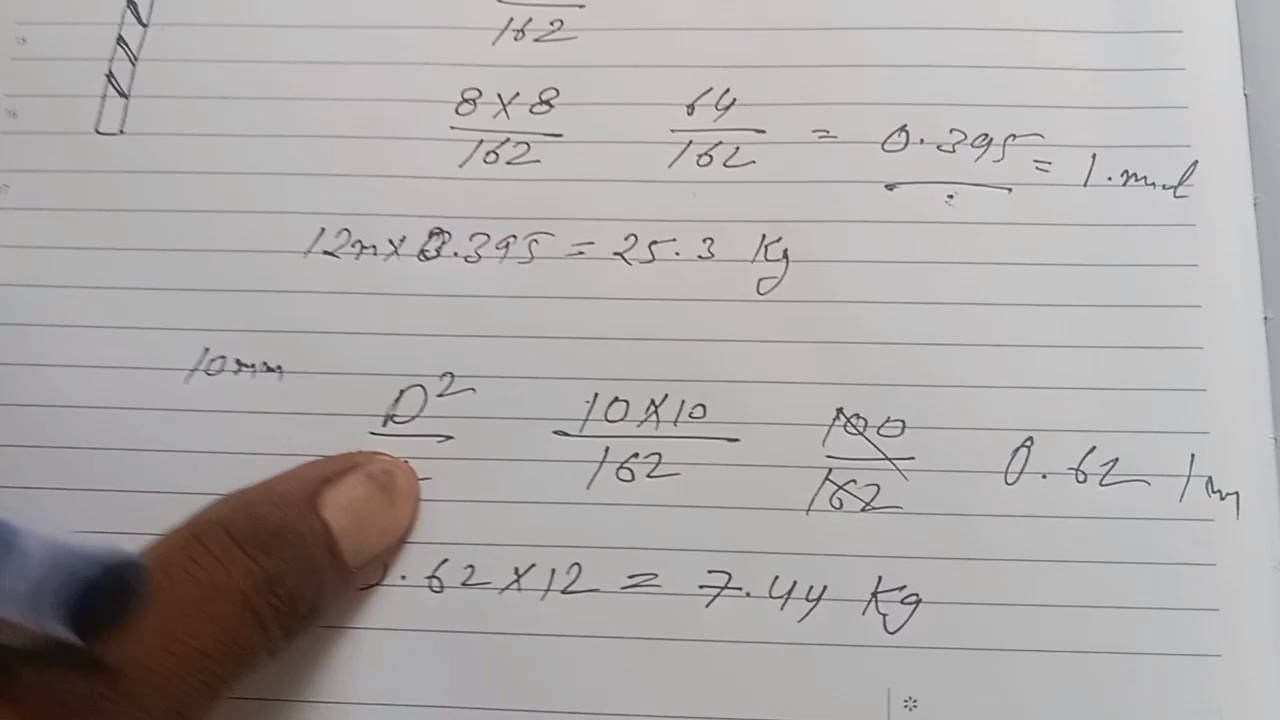 162
8 X 8 / 162 64 / 162 = 0.395 = 1.
12m x 0.395 = 25.3 Kg
10mm
D² 10 X 10 / 162 100 / 162 0.62 1m
.62 X 12 = 7.44 Kg